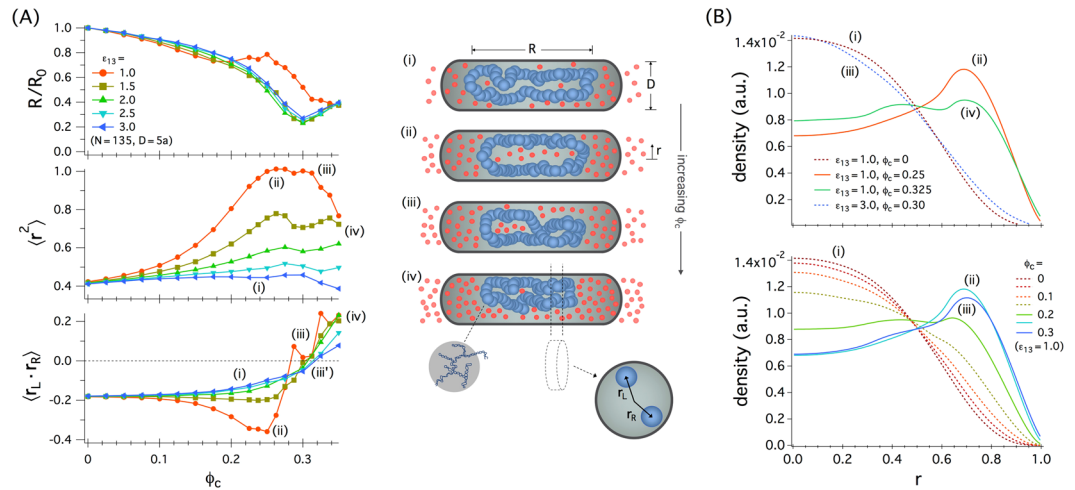 (A)
R/R₀
1.0
0.8
0.6
0.4
0.2
0.0
ε₁₃=
1.0
1.5
2.0
2.5
3.0
(N=135, D=5a)
⟨r²⟩
1.0
0.8
0.6
0.4
(ii)
(iii)
(iv)
(i)
⟨r_L · r_R⟩
0.2
0.0
-0.2
-0.4
(iv)
(iii)
(iii')
(i)
(ii)
0
0.1
0.2
0.3
ϕ_c
R
(i)
D
(ii)
r
(iii)
(iv)
increasing ϕ_c
r_L
r_R
(B)
density (a.u.)
1.4x10⁻²
1.2
1.0
0.8
0.6
0.4
0.2
0.0
(i)
(iii)
(ii)
(iv)
ε₁₃=1.0, ϕ_c=0
ε₁₃=1.0, ϕ_c=0.25
ε₁₃=1.0, ϕ_c=0.325
ε₁₃=3.0, ϕ_c=0.30
density (a.u.)
1.4x10⁻²
1.2
1.0
0.8
0.6
0.4
0.2
0.0
(i)
(ii)
(iii)
ϕ_c=
0
0.1
0.2
0.3
(ε₁₃=1.0)
0.0
0.2
0.4
0.6
0.8
1.0
r